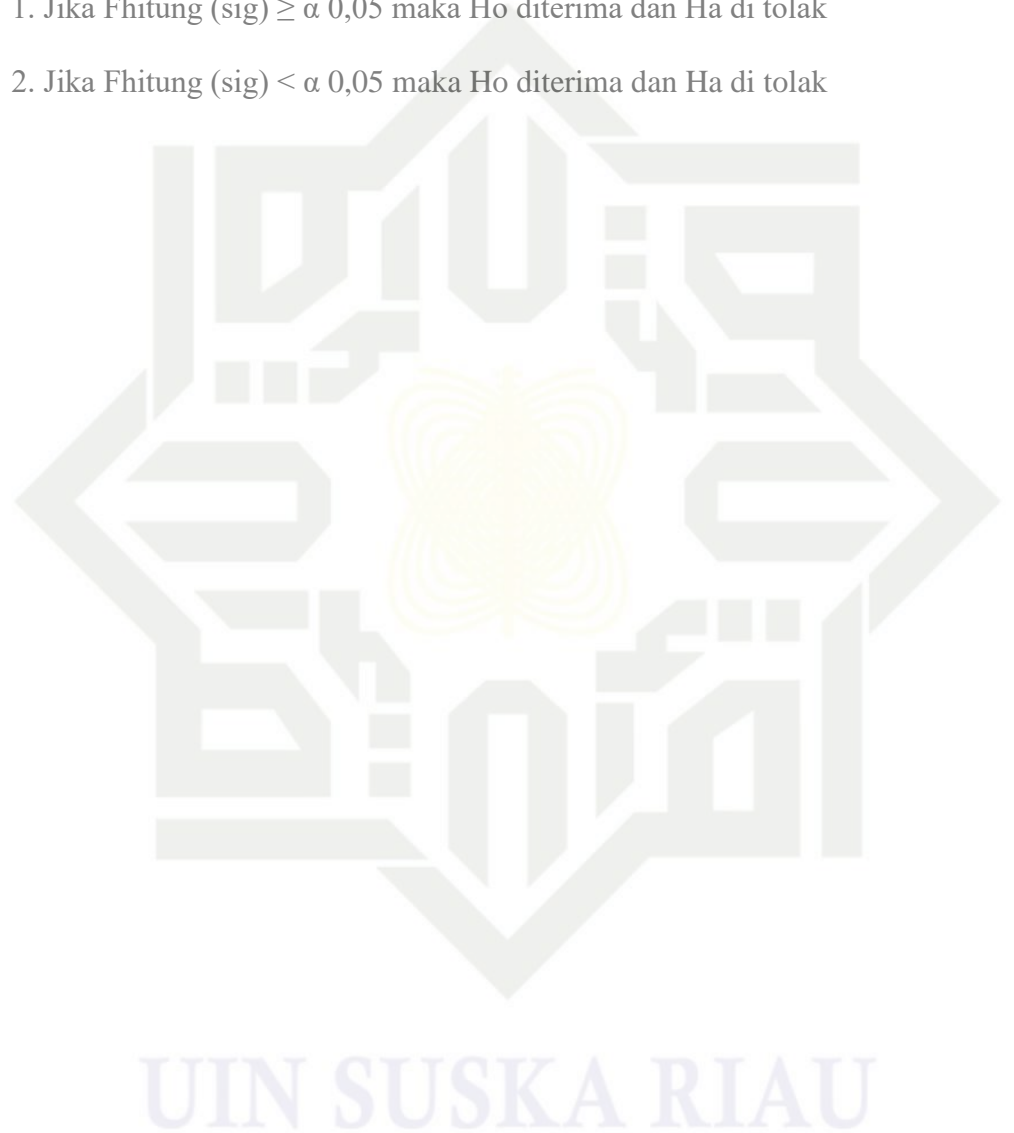 1. Jika Fhitung (sig) ≥ α 0,05 maka Ho diterima dan Ha di tolak
2. Jika Fhitung (sig) < α 0,05 maka Ho diterima dan Ha di tolak
UIN SUSKA RIAU